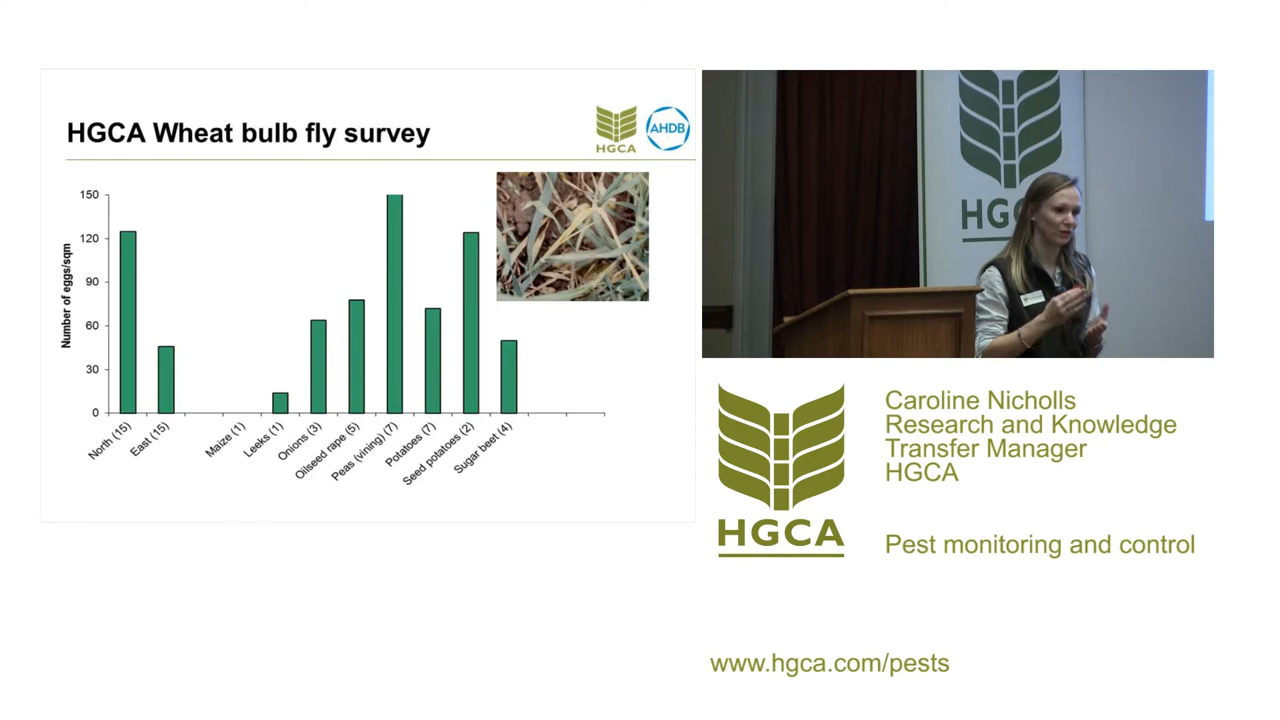 HGCA Wheat bulb fly survey
HGCA
AHDB
Number of eggs/sqm
150
120
90
60
30
0
North (15)
East (15)
Maize (1)
Leeks (1)
Onions (3)
Oilseed rape (5)
Peas (vining) (7)
Potatoes (7)
Seed potatoes (2)
Sugar beet (4)
HGC
Caroline Nicholls
Research and Knowledge
Transfer Manager
HGCA
HGCA
Pest monitoring and control
www.hgca.com/pests